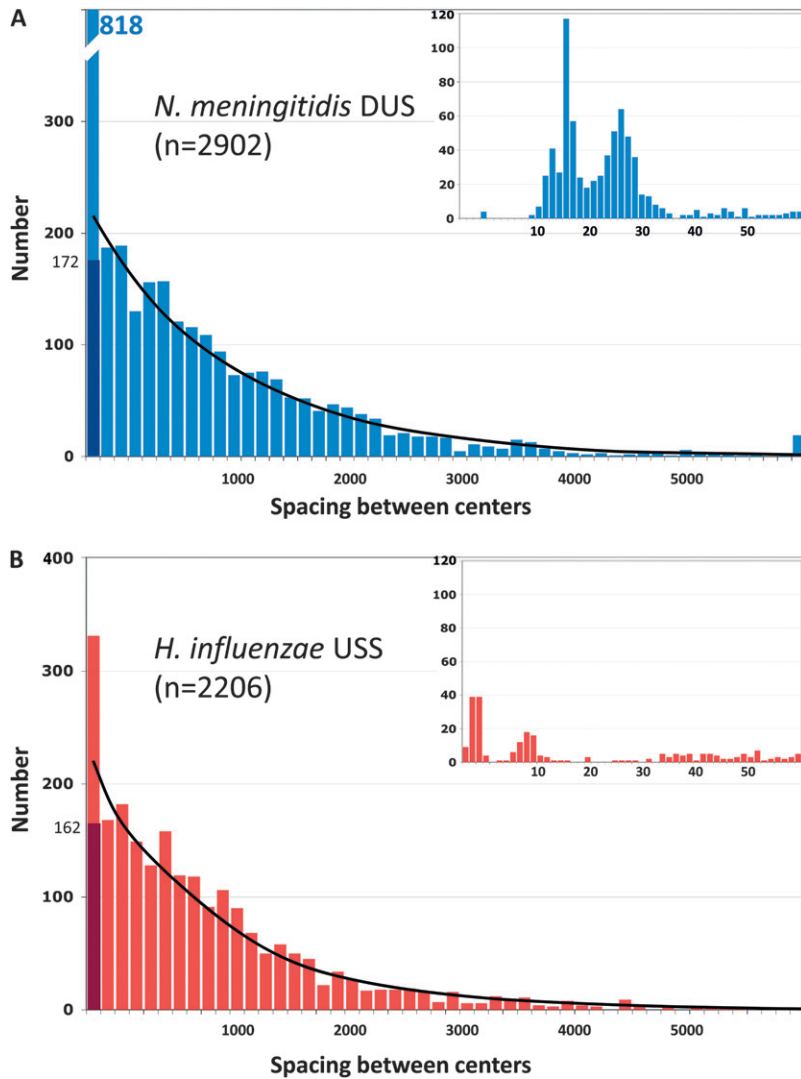 A
818
N. meningitidis DUS
(n=2902)
300
200
172
100
0
Number
1000 2000 3000 4000 5000
Spacing between centers
120
100
80
60
40
20
0
10 20 30 40 50
B
400
H. influenzae USS
(n=2206)
300
200
162
100
0
Number
1000 2000 3000 4000 5000
Spacing between centers
120
100
80
60
40
20
0
10 20 30 40 50